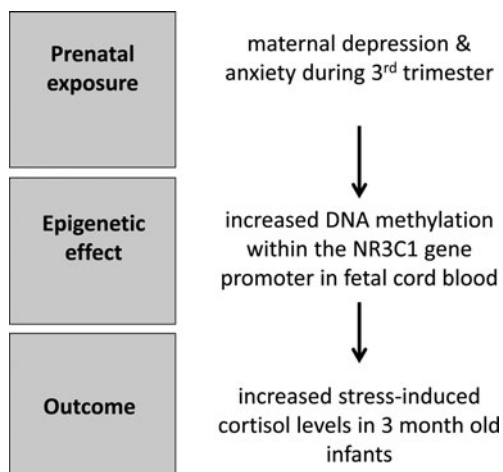 Prenatal
exposure
maternal depression &
anxiety during 3rd trimester
Epigenetic
effect
increased DNA methylation
within the NR3C1 gene
promoter in fetal cord blood
Outcome
increased stress-induced
cortisol levels in 3 month old
infants